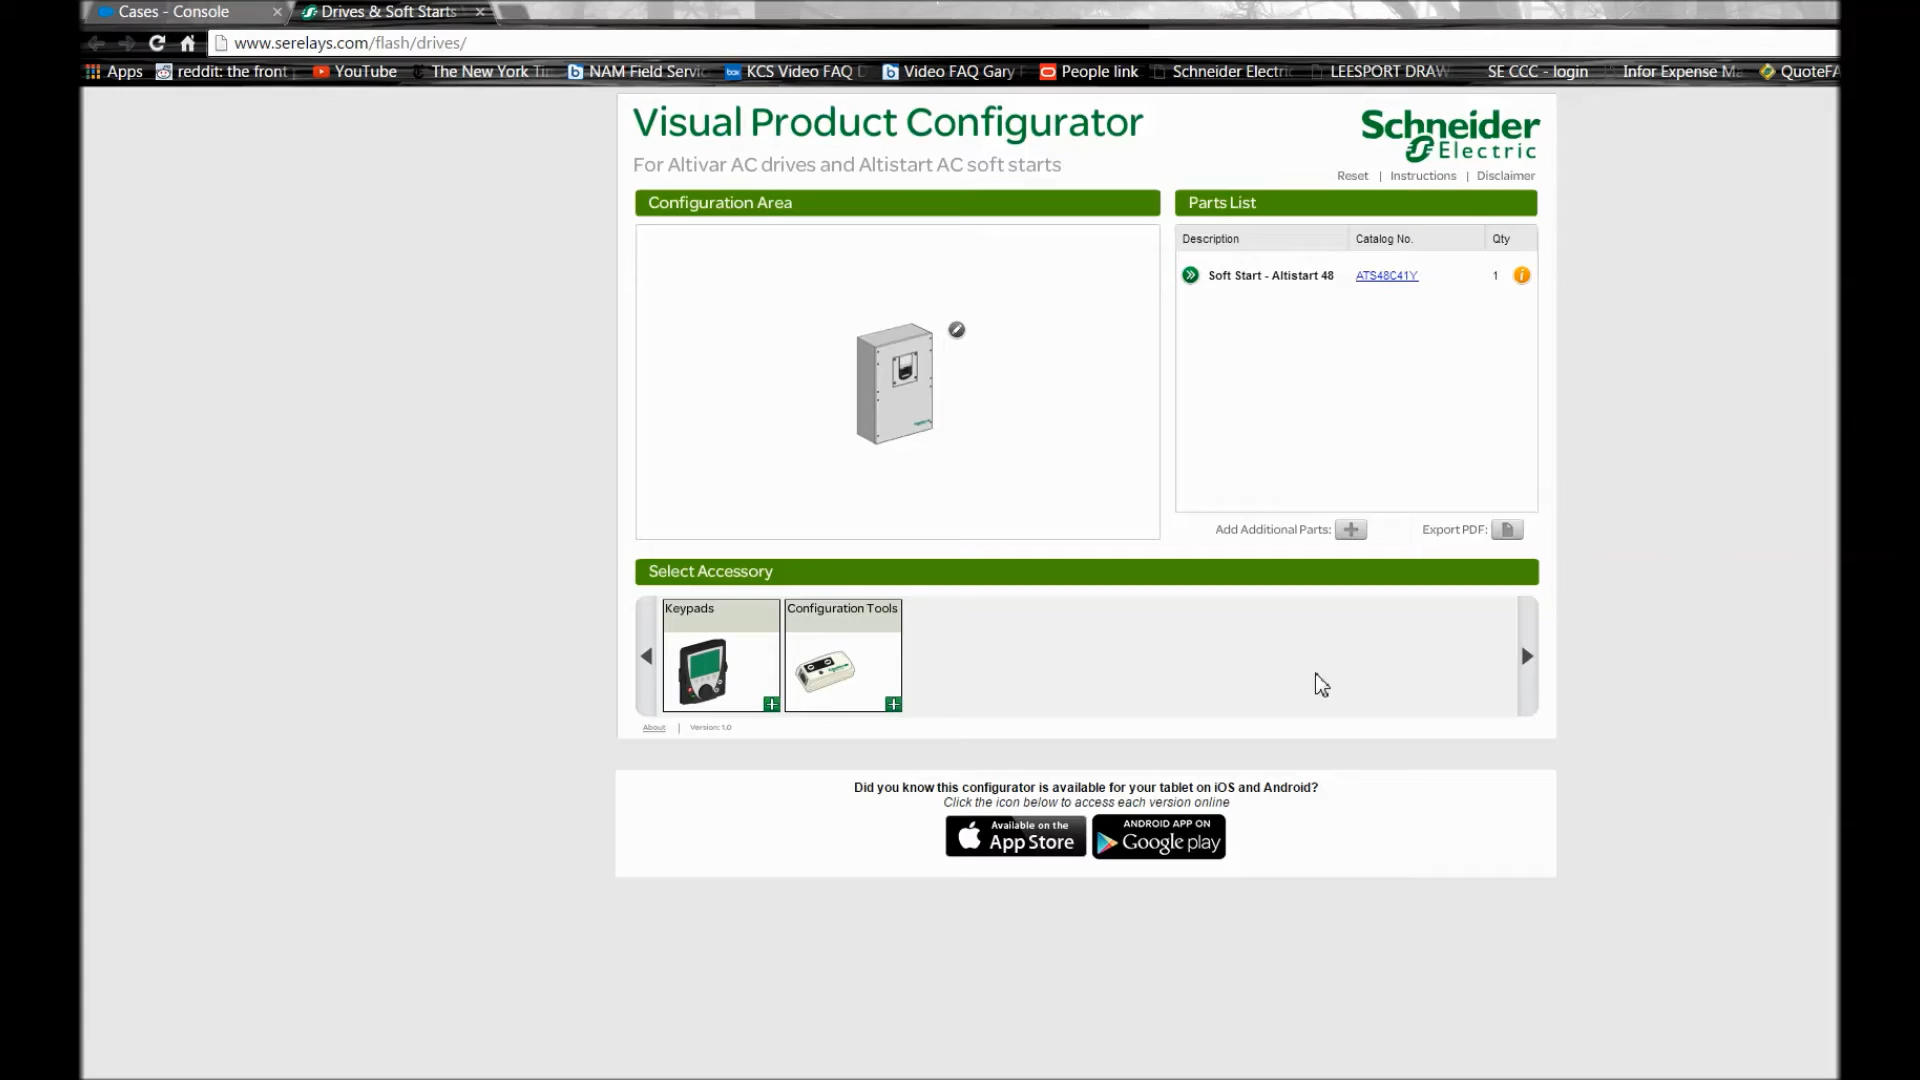 Cases - Console
Drives & Soft Starts
www.serelays.com/flash/drives/
Apps
reddit: the front
YouTube
The New York
NAM Field Servic
KCS Video FAQ
Video FAQ Gary
People link
Schneider Electric
LEESPORT DRAW
SE CCC - login
Infor Expense
QuoteFA
Visual Product Configurator
Schneider
Electric
For Altivar AC drives and Altistart AC soft starts
Reset | Instructions | Disclaimer
Configuration Area
Parts List
Description Catalog No. Qty
Soft Start - Altistart 48 ATS48C41Y 1
Add Additional Parts:
Export PDF:
Select Accessory
Keypads
Configuration Tools
About | Version: 1.0
Did you know this configurator is available for your tablet on iOS and Android?
Click the icon below to access each version online
Available on the
App Store
ANDROID APP ON
Google play